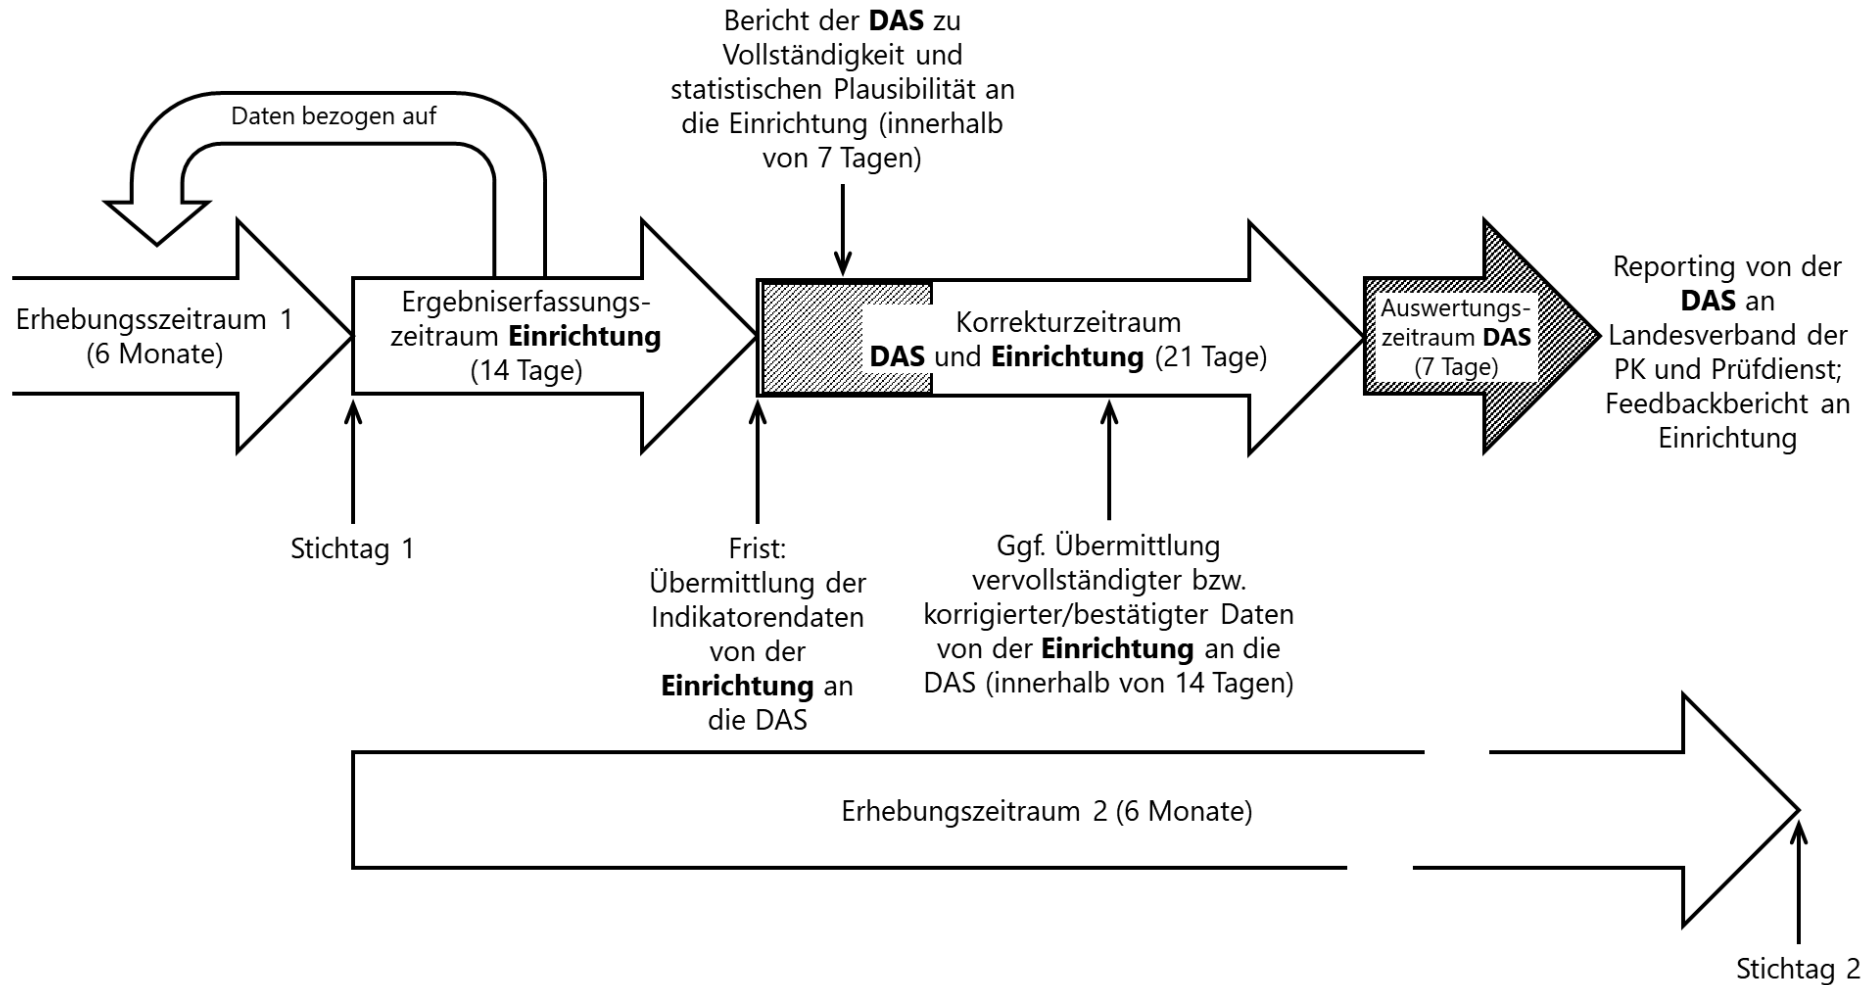 Bericht der DAS zu
Vollständigkeit und
statistischen Plausibilität an
die Einrichtung (innerhalb
von 7 Tagen)
Daten bezogen auf
Erhebungsszeitraum 1
(6 Monate)
Ergebniserfassungs-
zeitraum Einrichtung
(14 Tage)
Korrekturzeitraum
DAS und Einrichtung (21 Tage)
Auswertungs-
zeitraum DAS
(7 Tage)
Reporting von der
DAS an
Landesverband der
PK und Prüfdienst;
Feedbackbericht an
Einrichtung
Stichtag 1
Frist:
Übermittlung der
Indikatorendaten
von der
Einrichtung an
die DAS
Ggf. Übermittlung
vervollständigter bzw.
korrigierter/bestätigter Daten
von der Einrichtung an die
DAS (innerhalb von 14 Tagen)
Erhebungszeitraum 2 (6 Monate)
Stichtag 2